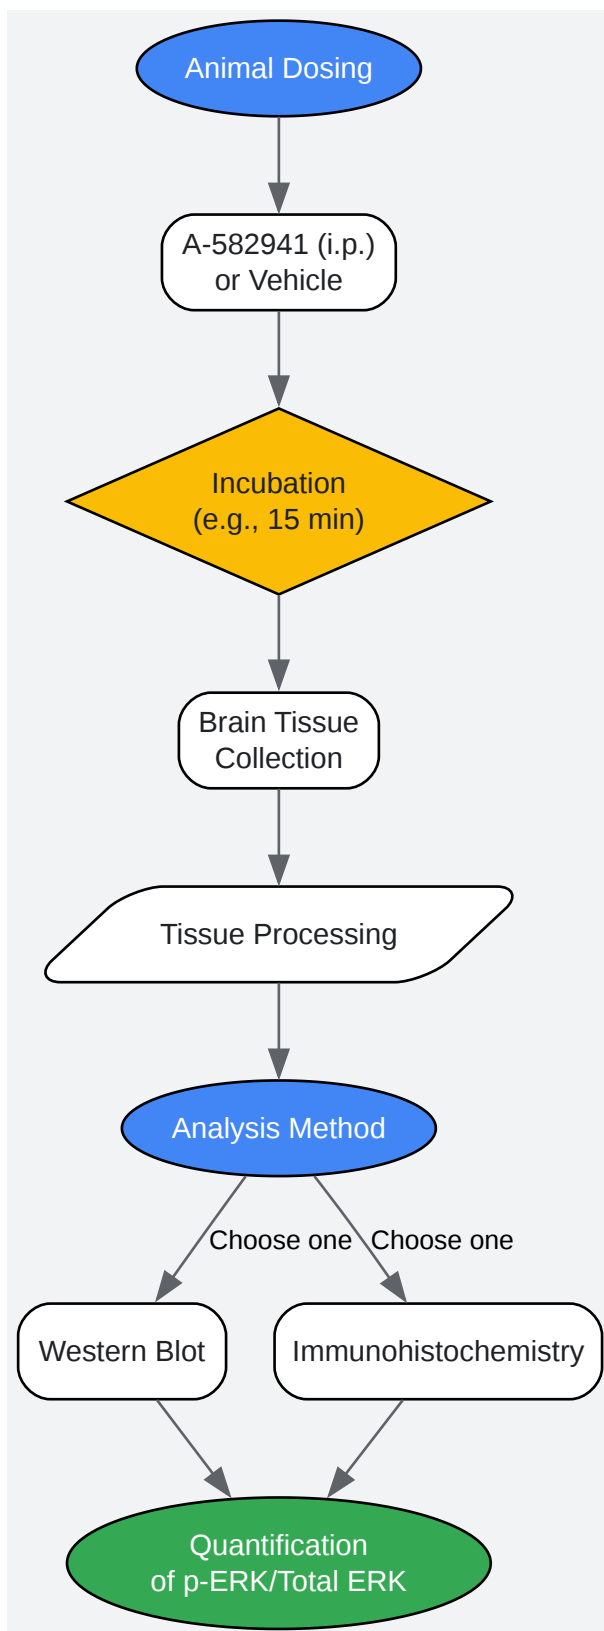 Animal Dosing
A-582941 (i.p.)
or Vehicle
Incubation
(e.g., 15 min)
Brain Tissue
Collection
Tissue Processing
Analysis Method
Choose one
Choose one
Western Blot
Immunohistochemistry
Quantification
of p-ERK/Total ERK